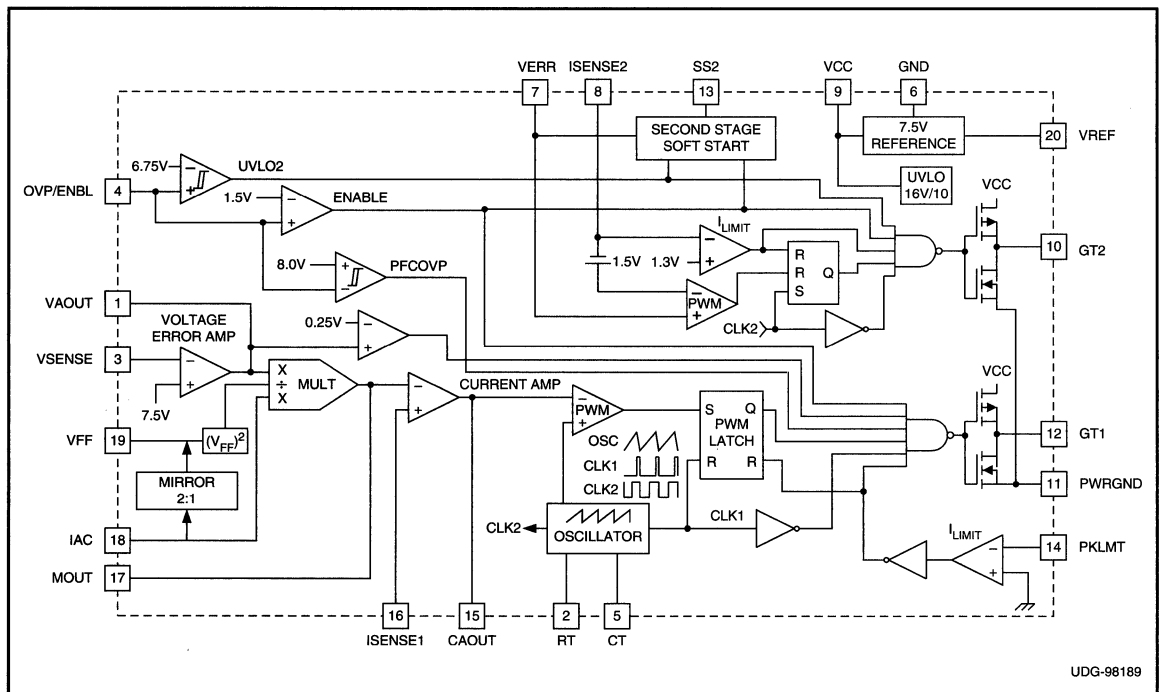 VERR ISENSE2 SS2 VCC GND
7 8 13 9 6
SECOND STAGE
SOFT START
7.5V
REFERENCE
20 VREF
6.75V
UVLO2
OVP/ENBL 4
1.5V
ENABLE
UVLO
16V/10
VCC
ILIMIT
10 GT2
8.0V
PFCOVP
1.5V 1.3V
R
R Q
S
PWM
CLK2
VAOUT 1
VOLTAGE
ERROR AMP
0.25V
VSENSE 3
7.5V
X
÷
X
MULT
CURRENT AMP
VCC
PWM
S Q
PWM
LATCH
R R
OSC
CLK1
CLK2
12 GT1
VFF 19
(VFF)2
MIRROR
2:1
11 PWRGND
CLK2
OSCILLATOR
CLK1
IAC 18
ILIMIT
14 PKLMT
MOUT 17
16 15 2 5
ISENSE1 CAOUT RT CT
UDG-98189